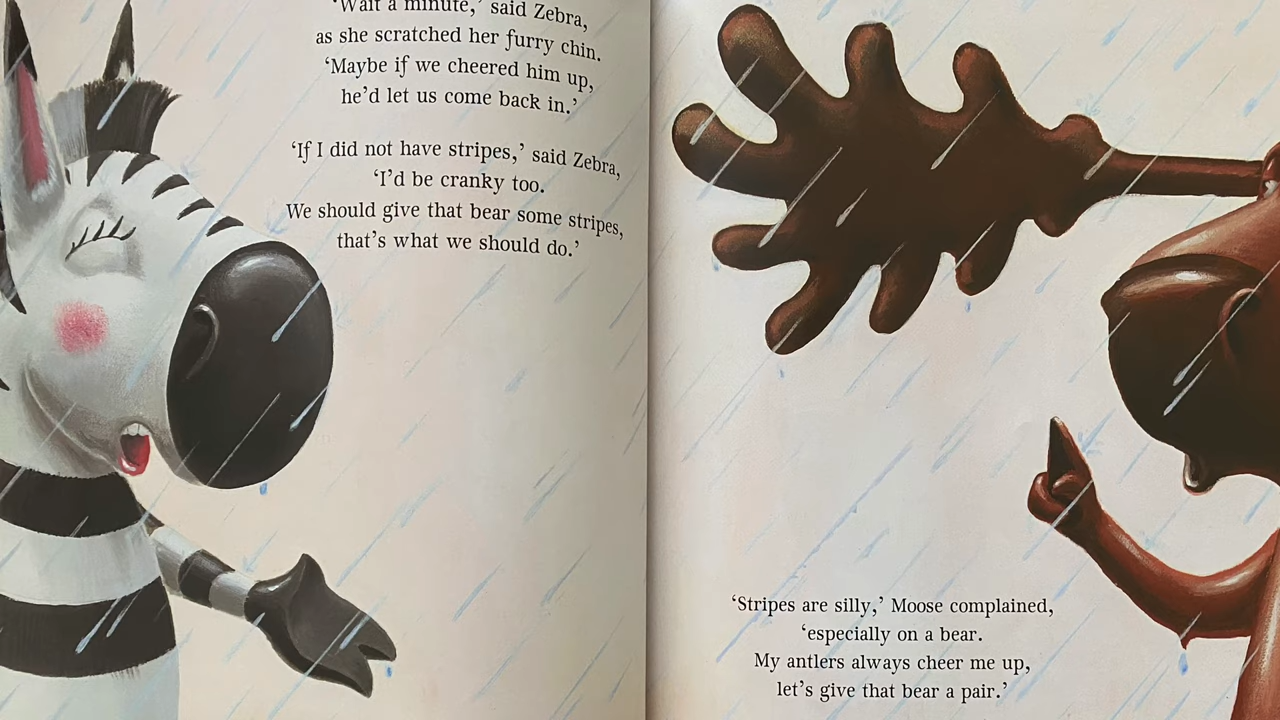 ‘Wait a minute,’ said Zebra,
as she scratched her furry chin.
‘Maybe if we cheered him up,
he’d let us come back in.’
‘If I did not have stripes,’ said Zebra,
‘I’d be cranky too.
We should give that bear some stripes,
that’s what we should do.’
‘Stripes are silly,’ Moose complained,
‘especially on a bear.
My antlers always cheer me up,
let’s give that bear a pair.’